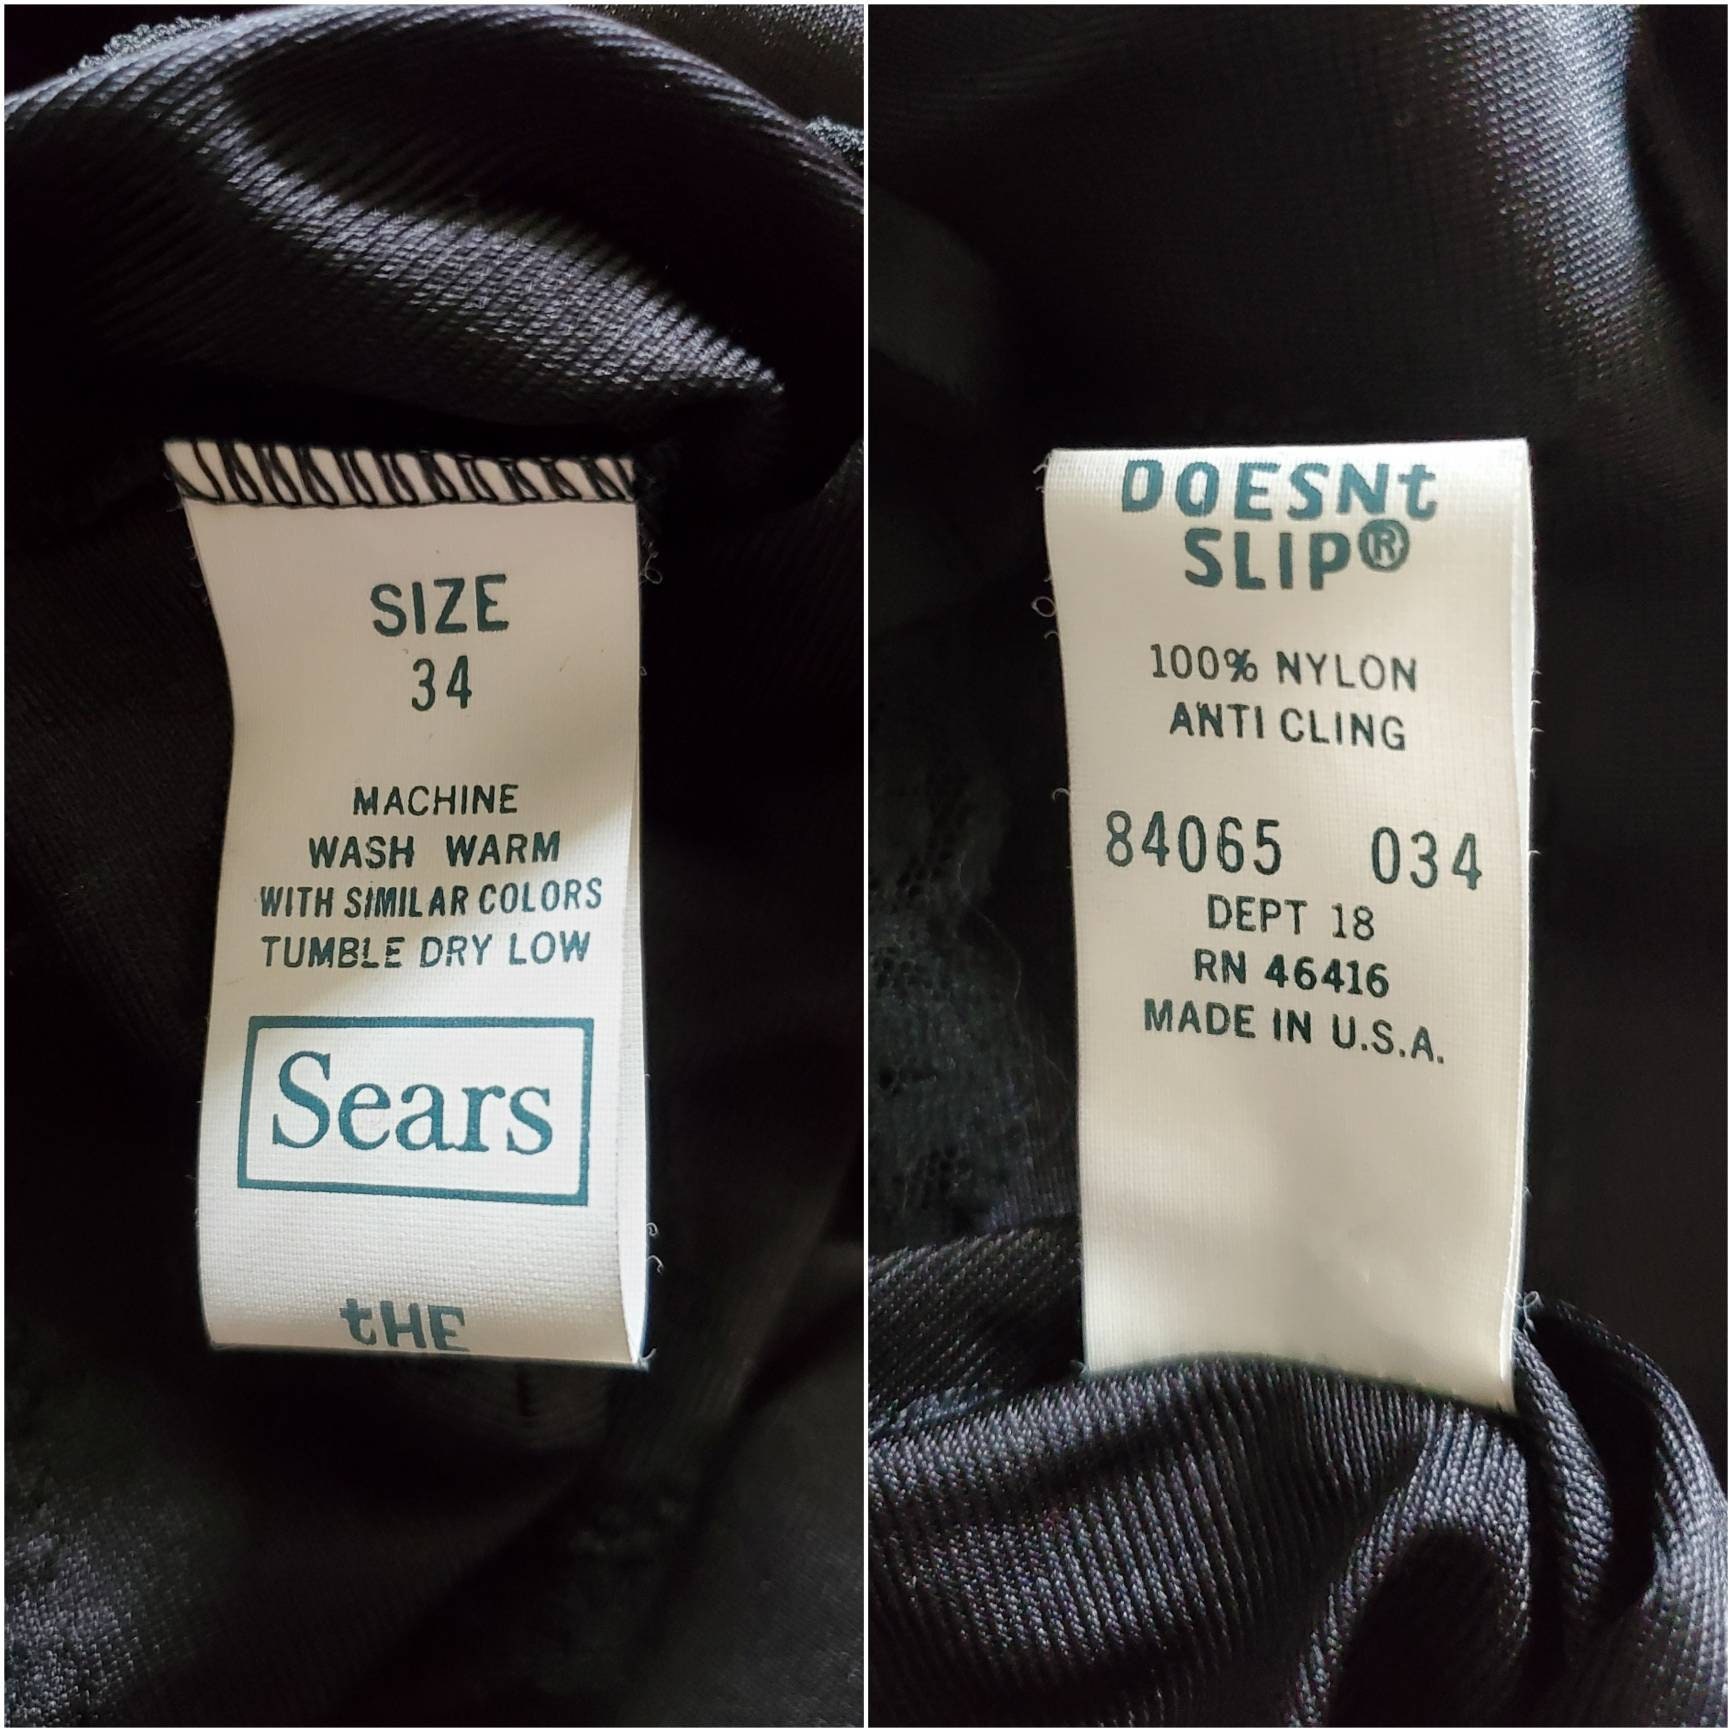 SIZE
34
MACHINE
WASH WARM
WITH SIMILAR COLORS
TUMBLE DRY LOW
Sears
tHE
DOESNt
SLIP®
100% NYLON
ANTI CLING
84065 034
DEPT 18
RN 46416
MADE IN U.S.A.